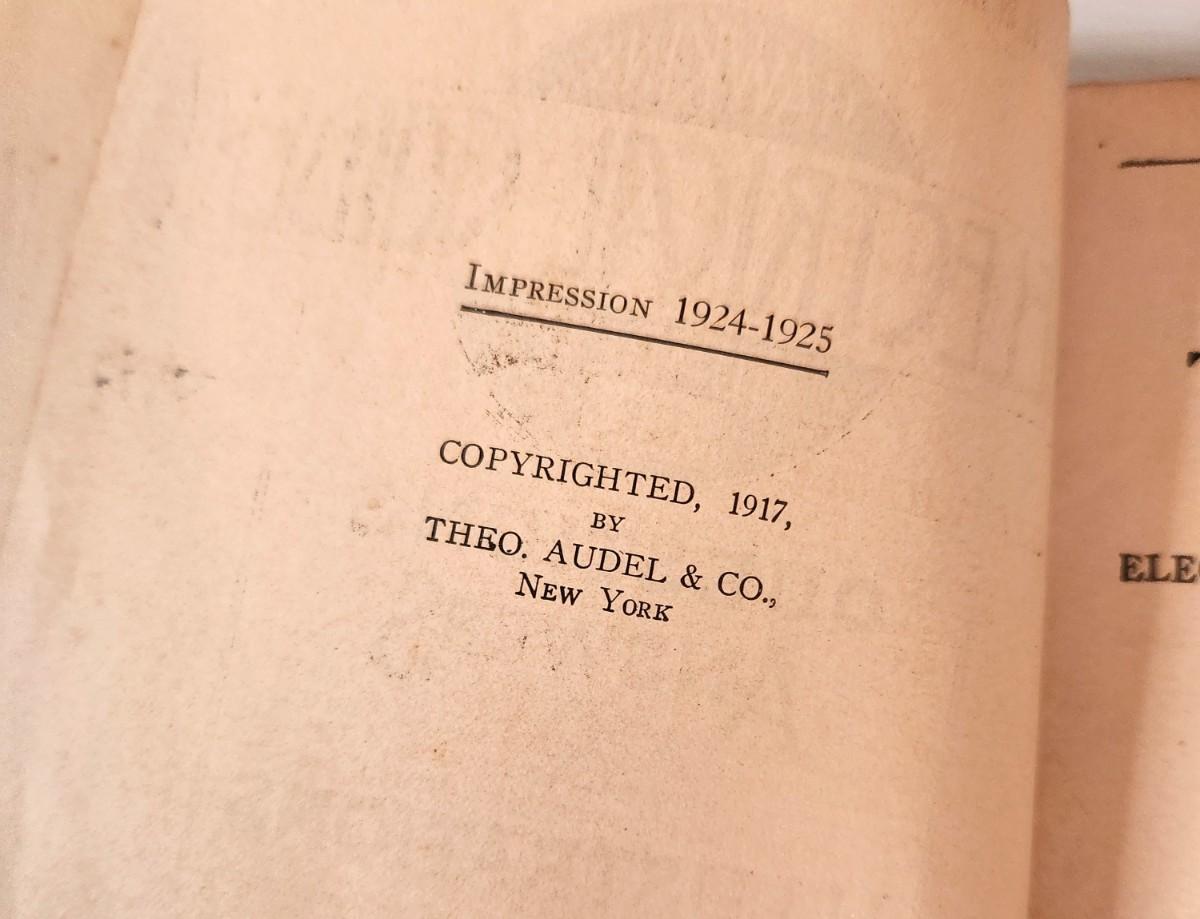 IMPRESSION 1924-1925
COPYRIGHTED, 1917,
BY
THEO. AUDEL & CO.,
NEW YORK